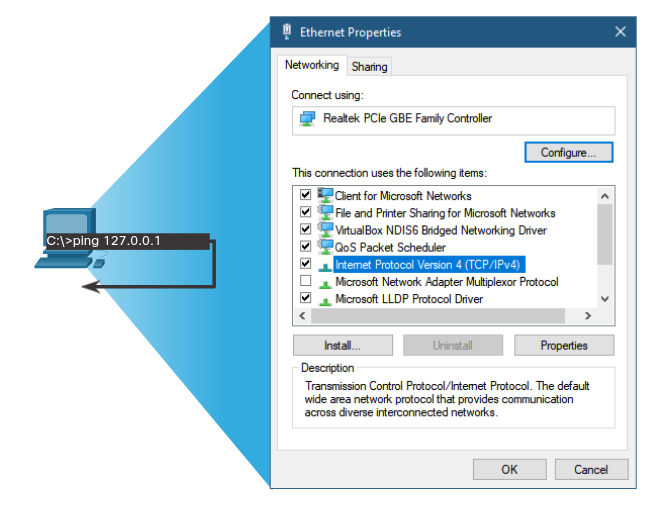 Ethernet Properties
Networking
Sharing
Connect using:
Realtek PCIe GBE Family Controller
Configure...
This connection uses the following items:
Client for Microsoft Networks
File and Printer Sharing for Microsoft Networks
VirtualBox NDIS6 Bridged Networking Driver
QoS Packet Scheduler
Internet Protocol Version 4 (TCP/IPv4)
Microsoft Network Adapter Multiplexor Protocol
Microsoft LLDP Protocol Driver
Install...
Uninstall
Properties
Description
Transmission Control Protocol/Internet Protocol. The default
wide area network protocol that provides communication
across diverse interconnected networks.
OK
Cancel
C:\>ping 127.0.0.1